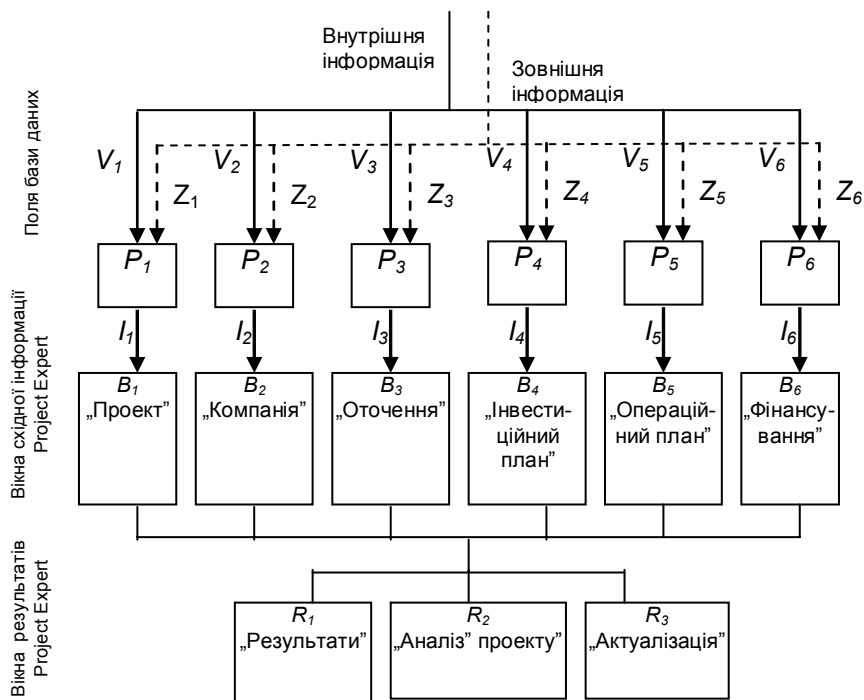 Внутрішня
інформація
Зовнішня
інформація
Поля бази даних
V1 V2 V3 V4 V5 V6
Z1 Z2 Z3 Z4 Z5 Z6
P1 P2 P3 P4 P5 P6
Вікна східної інформації
Project Expert
I1 I2 I3 I4 I5 I6
B1
„Проект”
B2
„Компанія”
B3
„Оточення”
B4
„Інвести-
ційний
план”
B5
„Операцій-
ний план”
B6
„Фінансу-
вання”
Вікна результатів
Project Expert
R1
„Результати”
R2
„Аналіз” проекту”
R3
„Актуалізація”